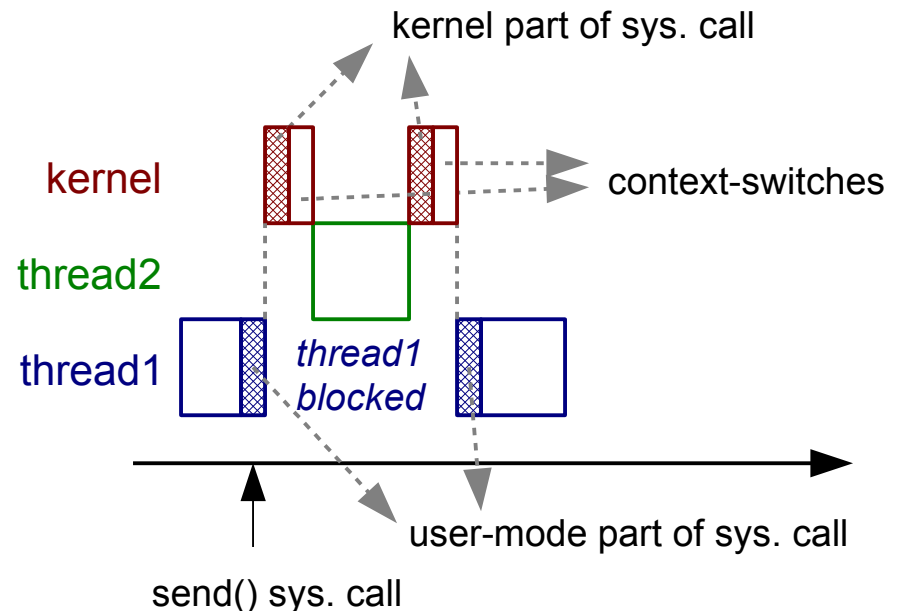 kernel part of sys. call
kernel
context-switches
thread2
thread1
thread1
blocked
user-mode part of sys. call
send() sys. call